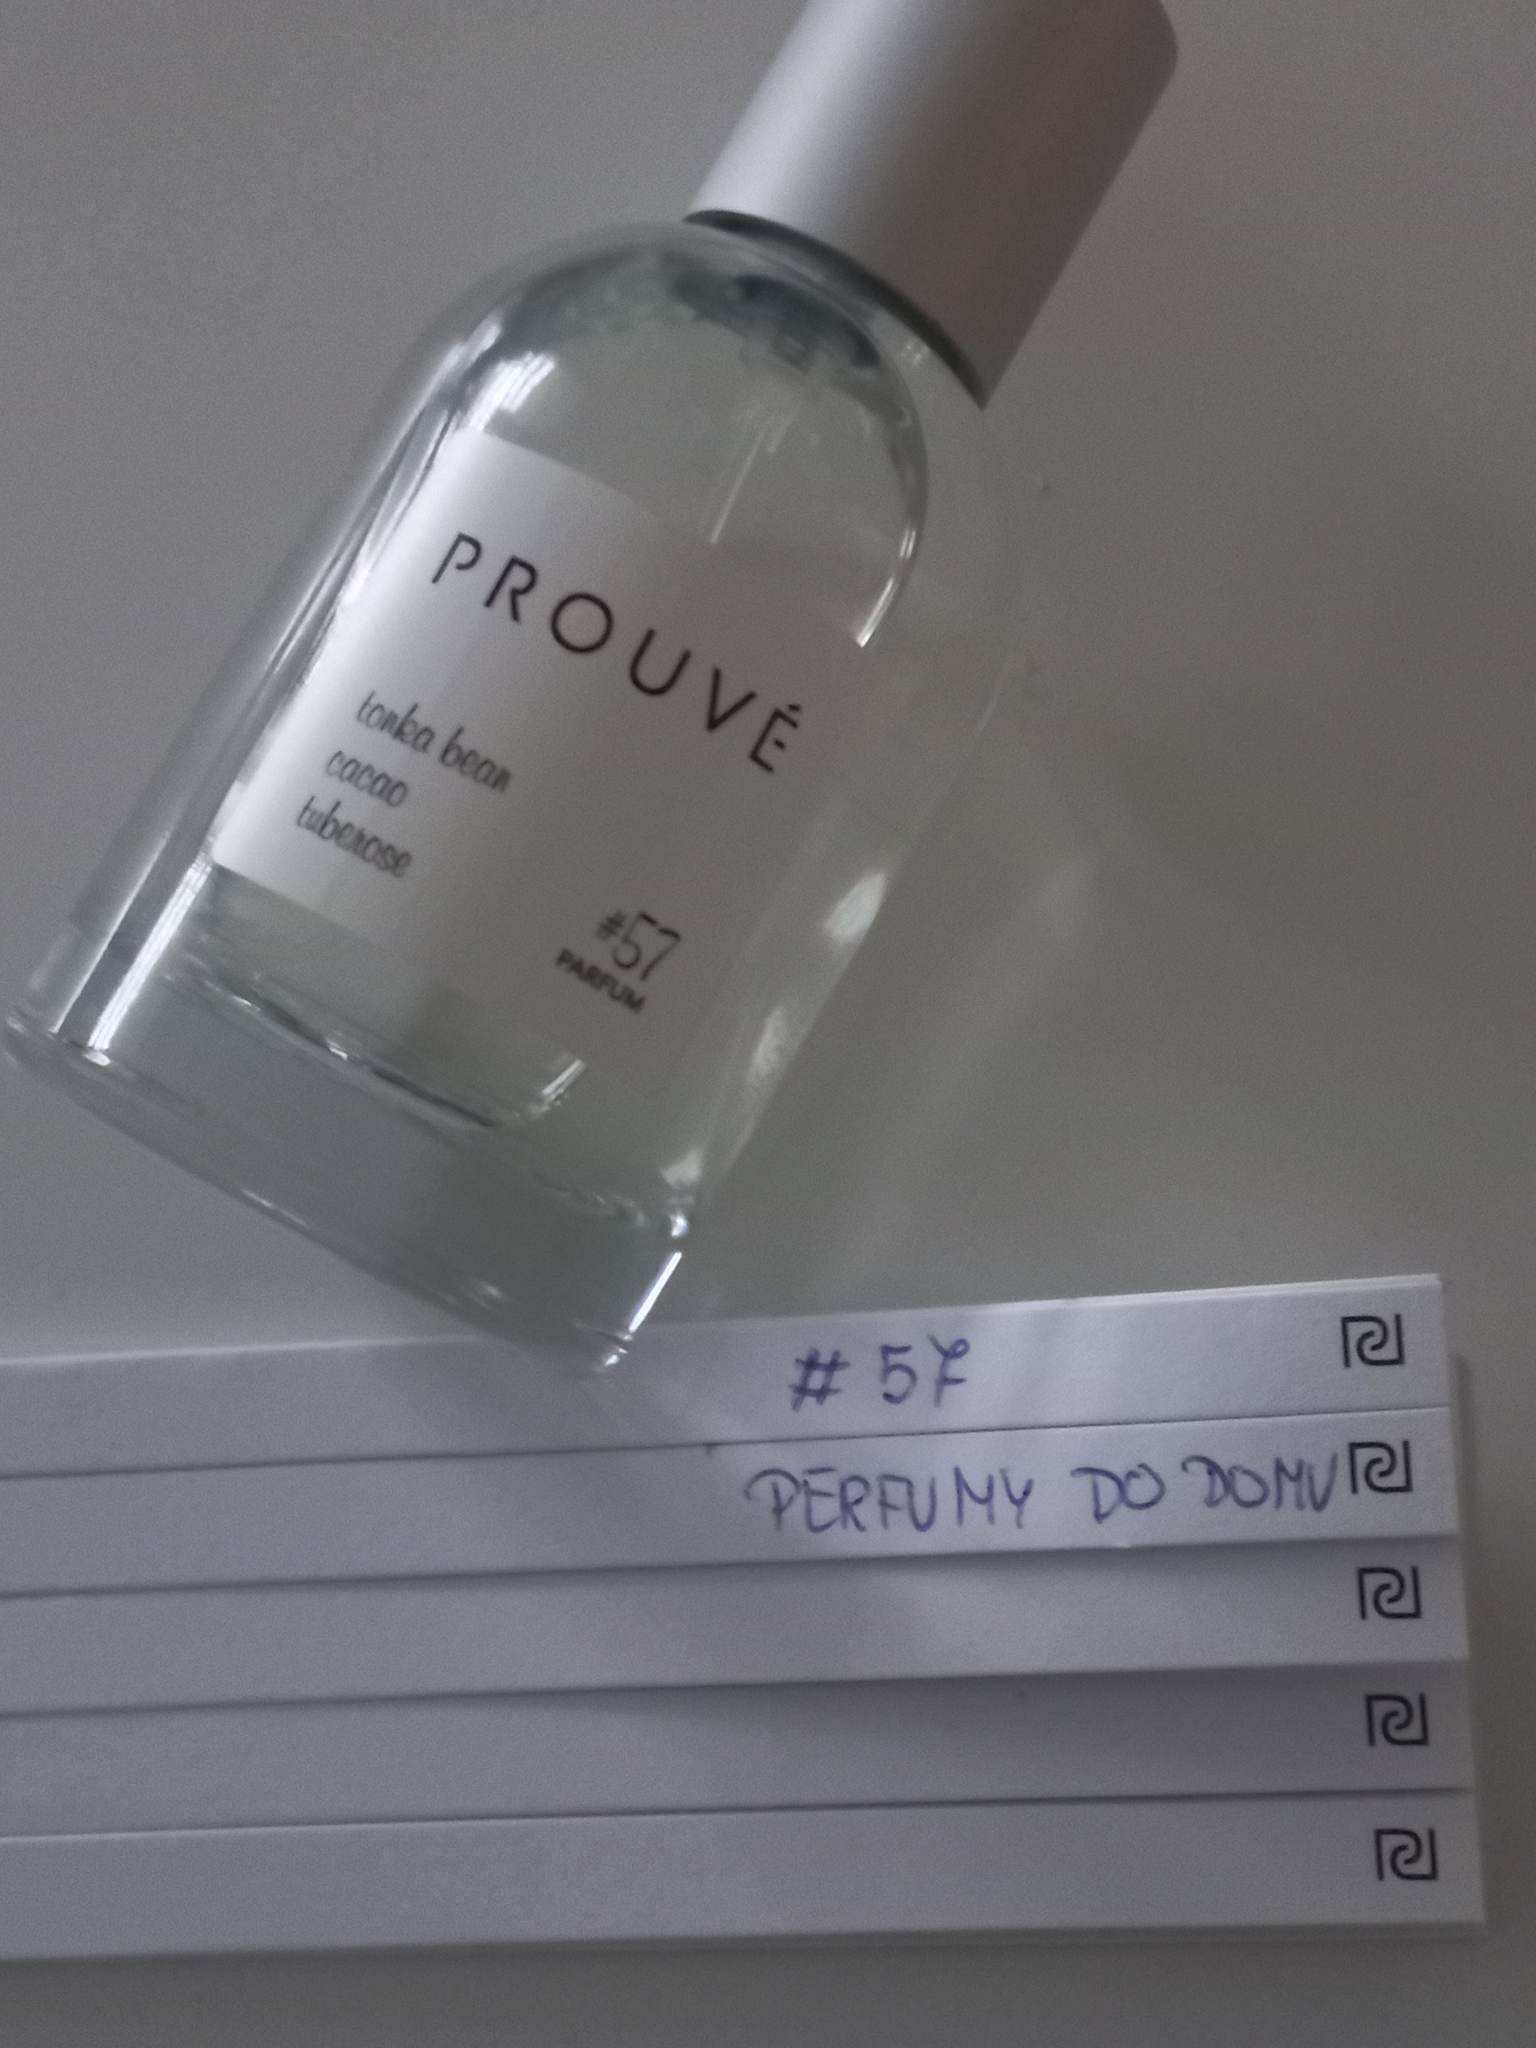 PROUVÉ
tonka bean
cacao
tuberose
#57
PARFUM
# 57
PERFUMY DO DOMU